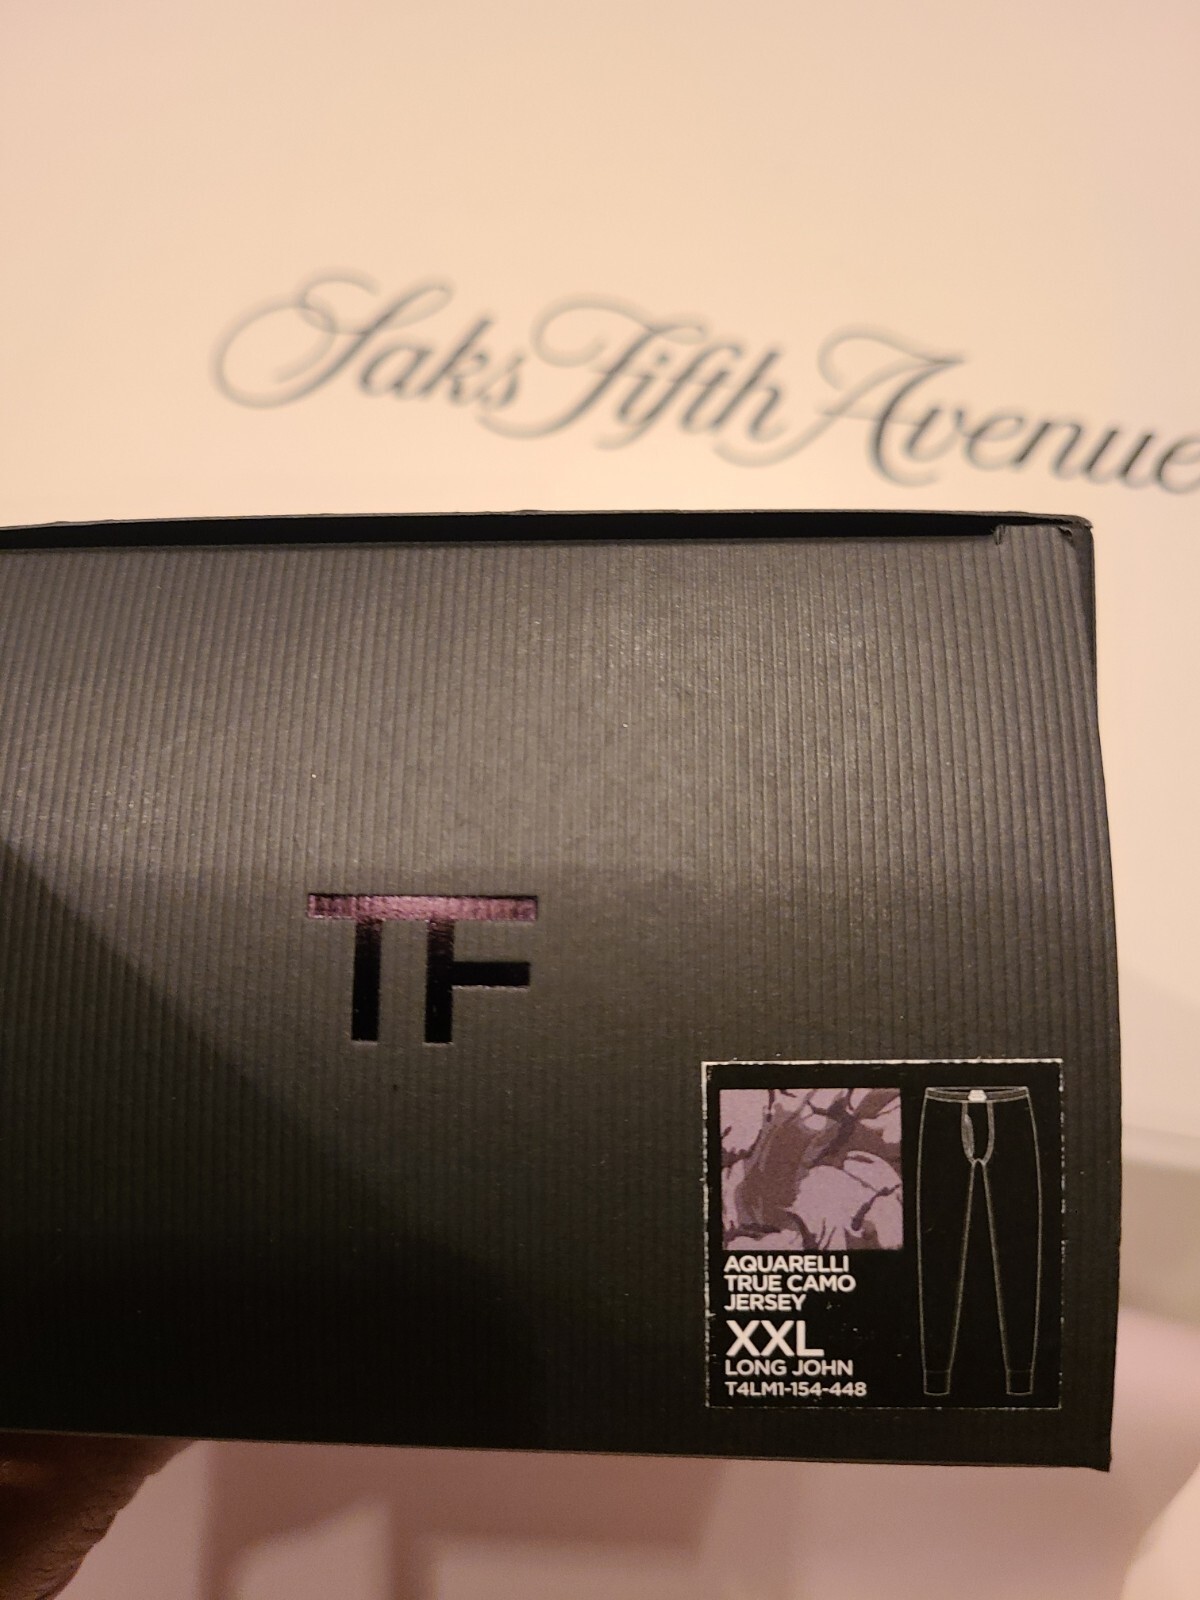 Saks Fifth Avenue
TF
AQUARELLI
TRUE CAMO
JERSEY
XXL
LONG JOHN
T4LM1-154-448